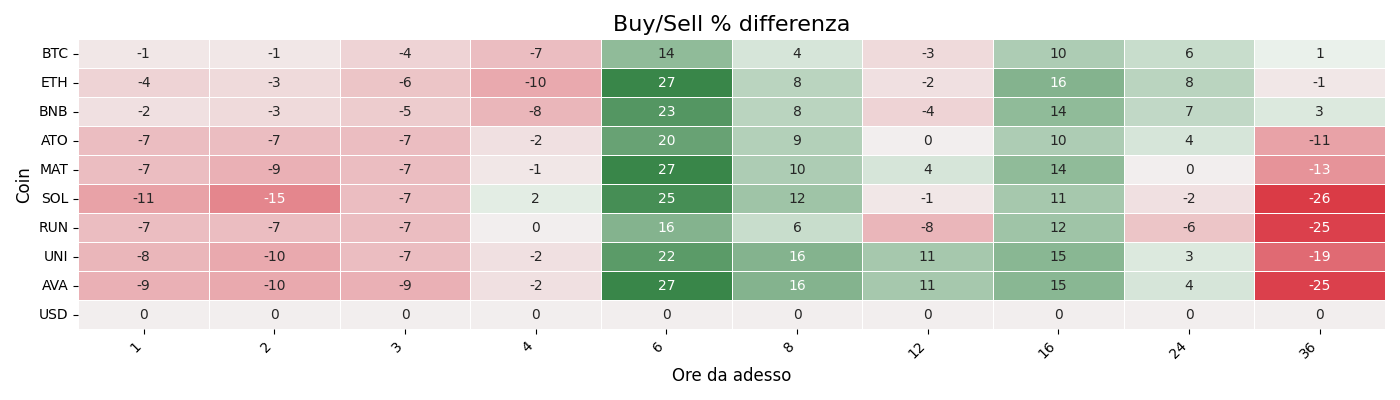 Buy/Sell % differenza
Coin
BTC -1 -1 -4 -7 14 4 -3 10 6 1
ETH -4 -3 -6 -10 27 8 -2 16 8 -1
BNB -2 -3 -5 -8 23 8 -4 14 7 3
ATO -7 -7 -7 -2 20 9 0 10 4 -11
MAT -7 -9 -7 -1 27 10 4 14 0 -13
SOL -11 -15 -7 2 25 12 -1 11 -2 -26
RUN -7 -7 -7 0 16 6 -8 12 -6 -25
UNI -8 -10 -7 -2 22 16 11 15 3 -19
AVA -9 -10 -9 -2 27 16 11 15 4 -25
USD 0 0 0 0 0 0 0 0 0 0
1 2 3 4 6 8 12 16 24 36
Ore da adesso